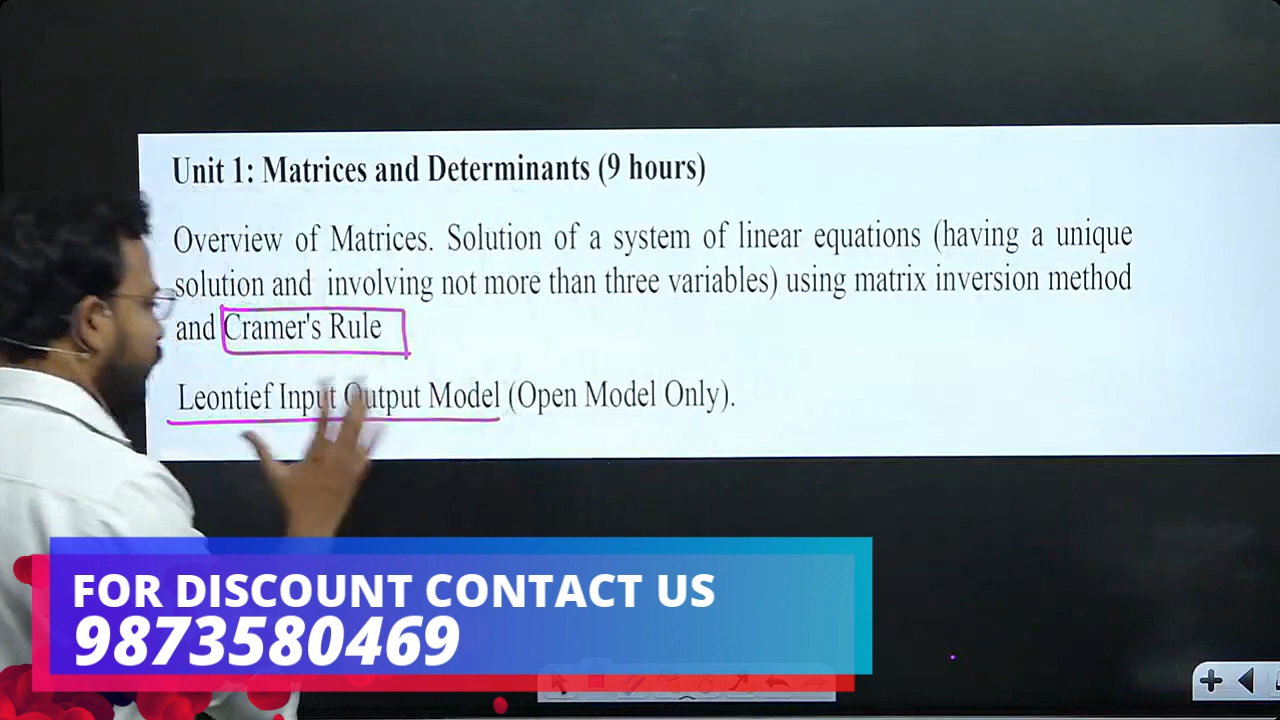 Unit 1: Matrices and Determinants (9 hours)
Overview of Matrices. Solution of a system of linear equations (having a unique
solution and involving not more than three variables) using matrix inversion method
and Cramer's Rule
Leontief Input Output Model (Open Model Only).
FOR DISCOUNT CONTACT US
9873580469